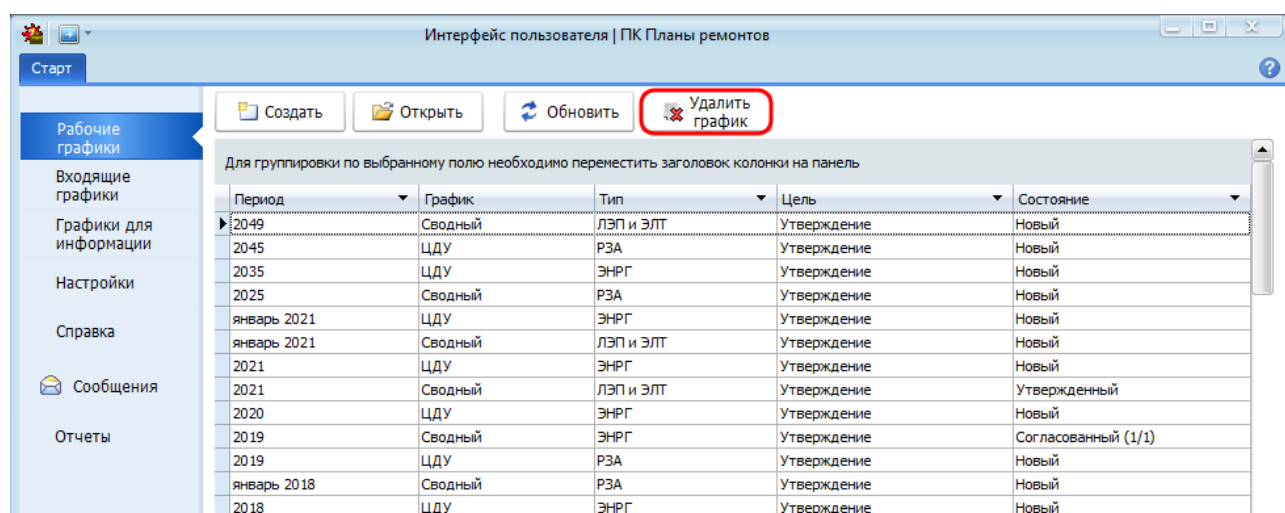 Интерфейс пользователя | ПК Планы ремонтов
Старт
Создать
Открыть
Обновить
Удалить
график
Рабочие
графики
Входящие
графики
Графики для
информации
Настройки
Справка
Сообщения
Отчеты
Для группировки по выбранному полю необходимо переместить заголовок колонки на панель
Период График Тип Цель Состояние
2049 Сводный ЛЭП и ЭЛТ Утверждение Новый
2045 ЦДУ РЗА Утверждение Новый
2035 ЦДУ ЭНРГ Утверждение Новый
2025 Сводный РЗА Утверждение Новый
январь 2021 ЦДУ ЭНРГ Утверждение Новый
январь 2021 Сводный ЛЭП и ЭЛТ Утверждение Новый
2021 ЦДУ ЭНРГ Утверждение Новый
2021 Сводный ЛЭП и ЭЛТ Утверждение Утвержденный
2020 ЦДУ ЭНРГ Утверждение Новый
2019 Сводный ЭНРГ Утверждение Согласованный (1/1)
2019 ЦДУ РЗА Утверждение Новый
январь 2018 Сводный РЗА Утверждение Новый
2018 ЦДУ ЭНРГ Утверждение Новый